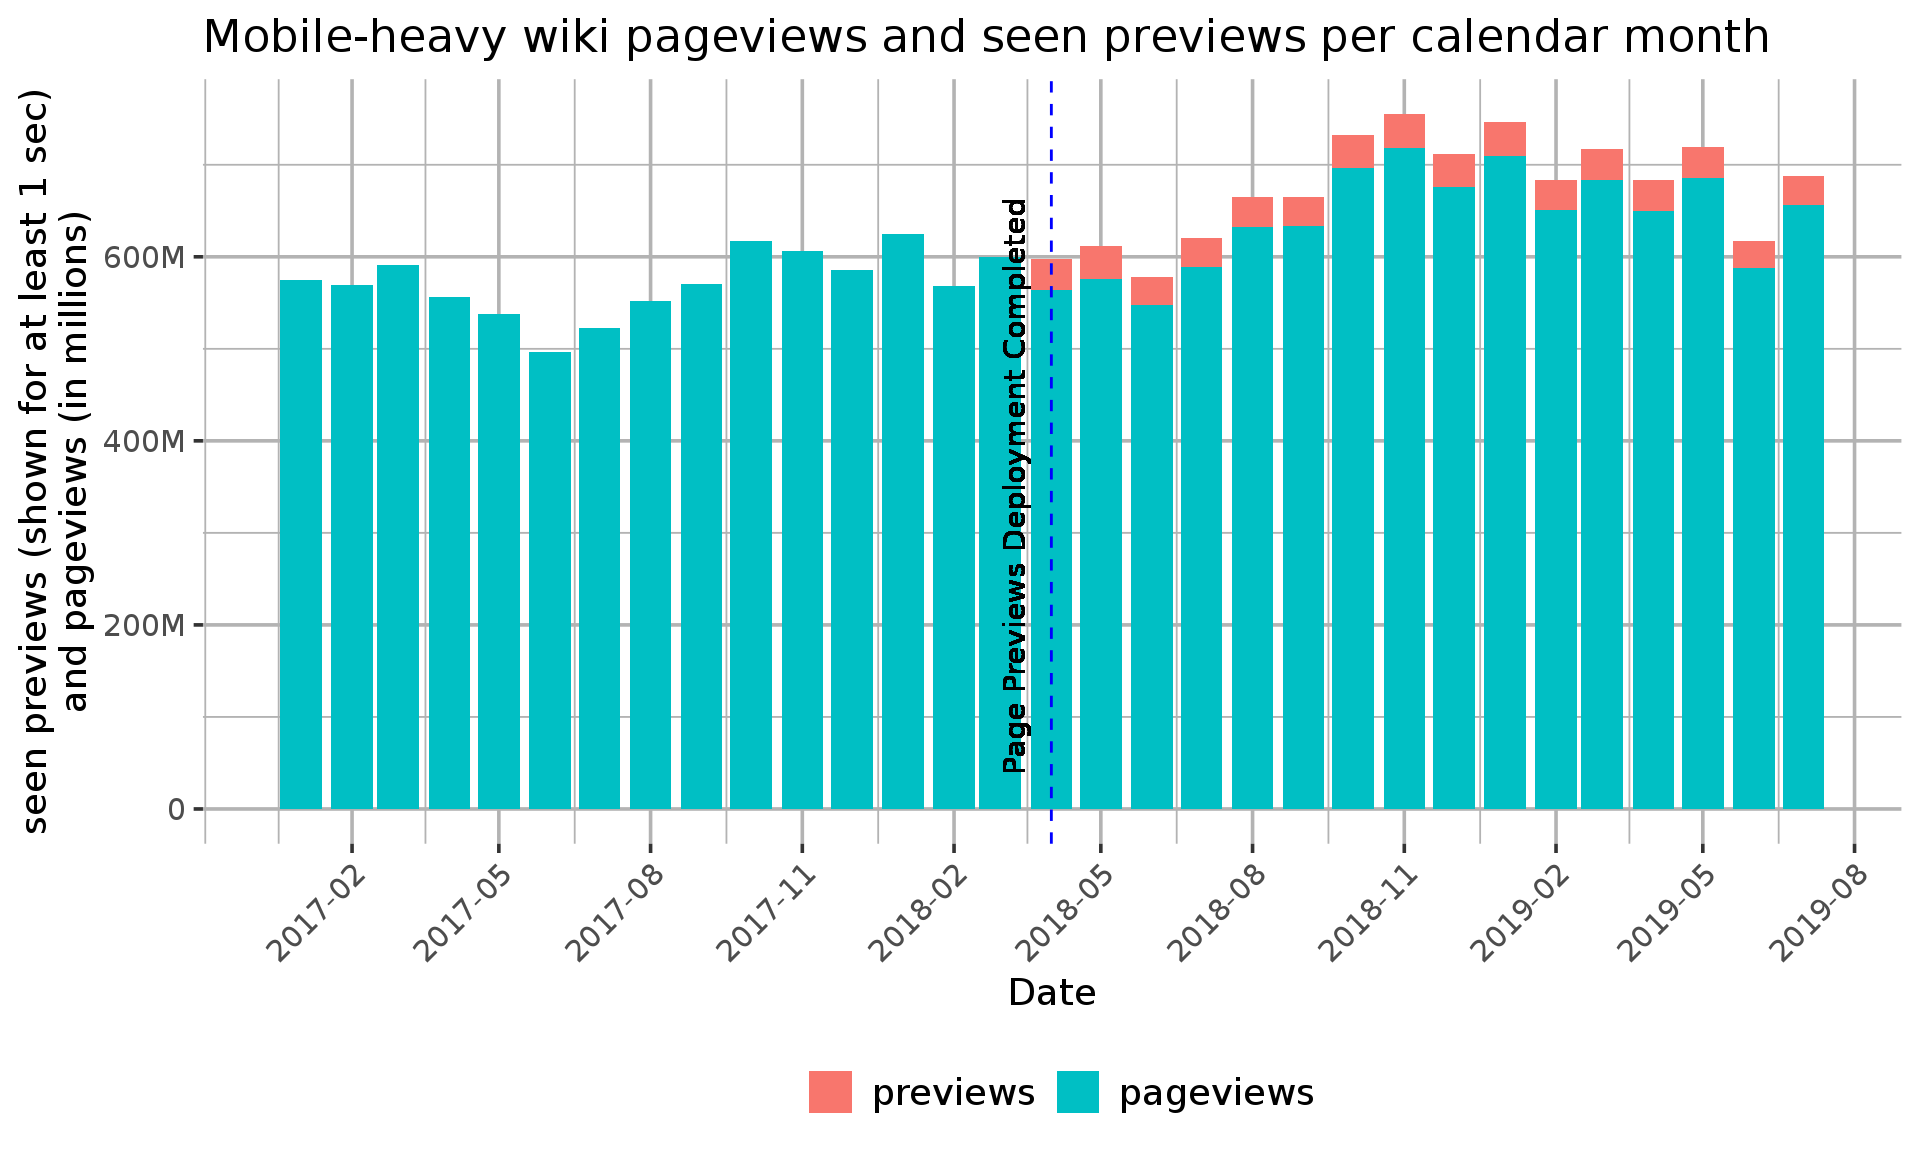 Mobile-heavy wiki pageviews and seen previews per calendar month
seen previews (shown for at least 1 sec)
and pageviews (in millions)
600M
400M
200M
0
Page Previews Deployment Completed
2017-02
2017-05
2017-08
2017-11
2018-02
2018-05
2018-08
2018-11
2019-02
2019-05
2019-08
Date
previews
pageviews